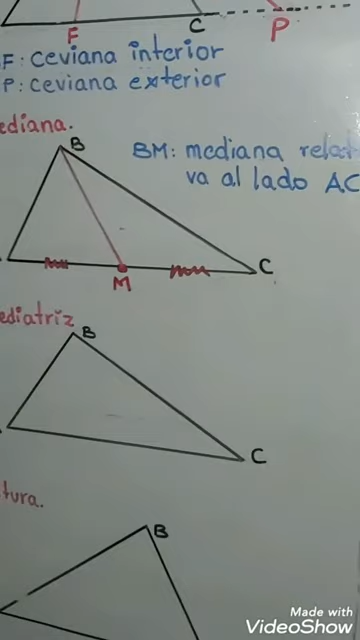 F C P
F: ceviana interior
P: ceviana exterior
ediana.
B
BM: mediana relati
va al lado AC
M
C
ediatriz
B
C
tura.
B
Made with
VideoShow